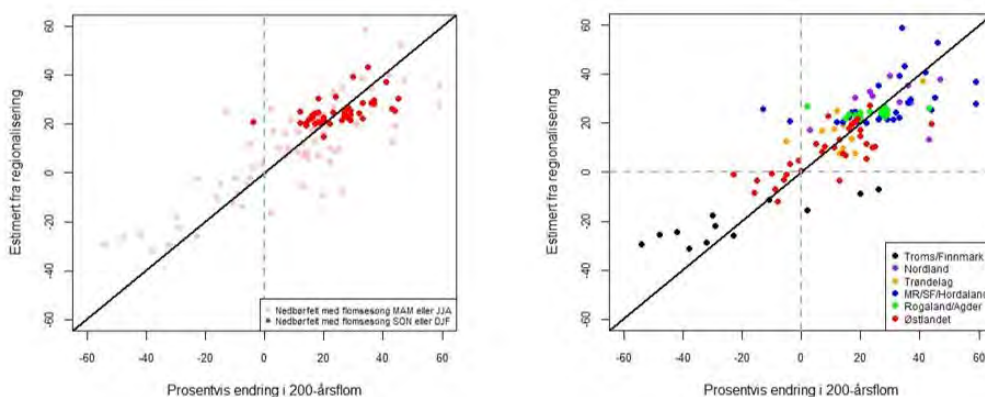 60
40
20
0
-20
-40
-60
Estimert fra regionalisering
Nedbørfelt med flomsesong MAM eller JJA
Nedbørfelt med flomsesong SON eller DJF
-60 -40 -20 0 20 40 60
Prosentvis endring i 200-årsflom
60
40
20
0
-20
-40
-60
Estimert fra regionalisering
Troms/Finnmark
Nordland
Trøndelag
MR/SF/Hordaland
Rogaland/Agder
Østlandet
-60 -40 -20 0 20 40 60
Prosentvis endring i 200-årsflom